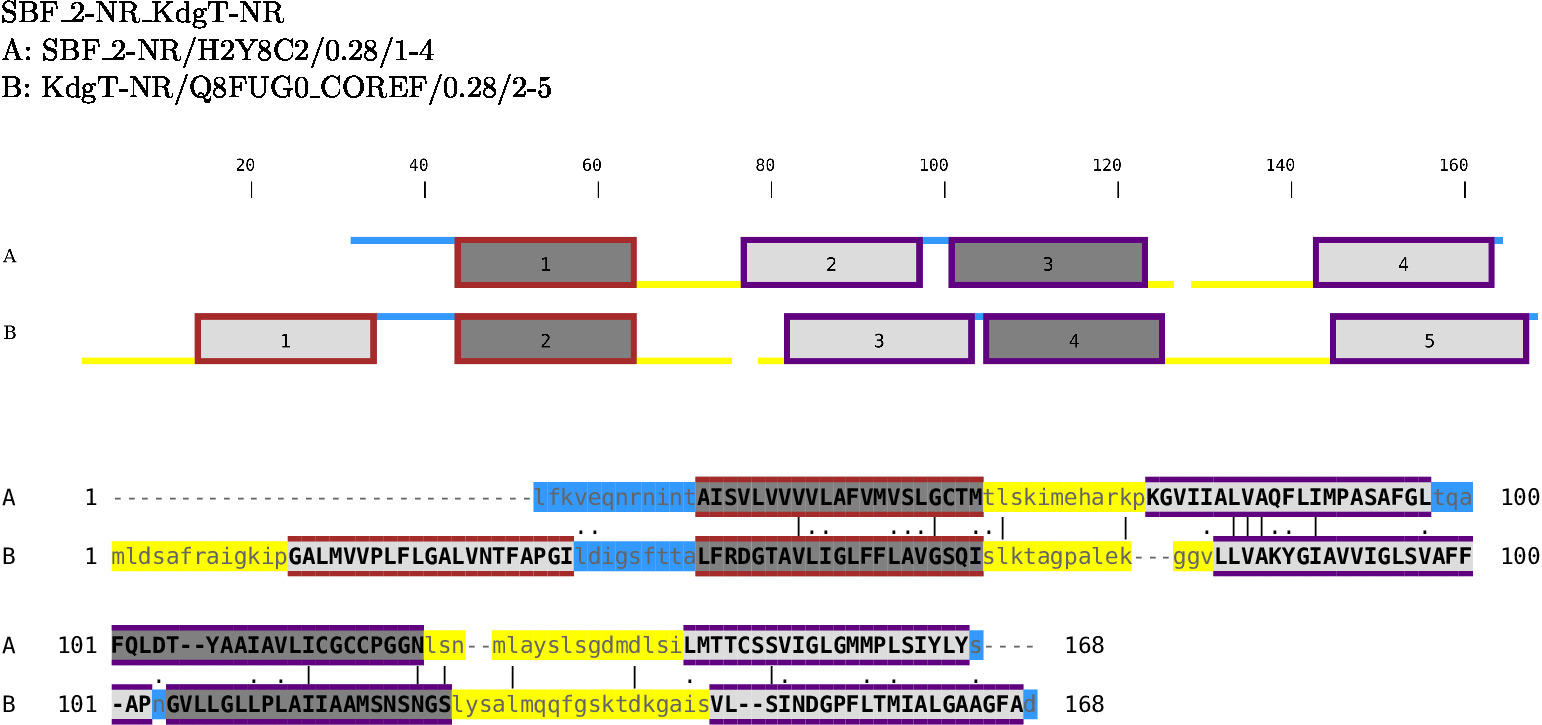 SBF_2-NR_KdgT-NR
A: SBF_2-NR/H2Y8C2/0.28/1-4
B: KdgT-NR/Q8FUG0_COREF/0.28/2-5
20 40 60 80 100 120 140 160
A 1 2 3 4
B 1 2 3 4 5
A 1 -------------------------------lfkveqnrnintAISVLVVVVLAFVMVSLGCTMtlskimeharkpKGVIIALVAQFLIMPASAFGLtqa 100
B 1 mldsafraigkipGALMVVPLFLGALVNTFAPGIldigsfttaLFRDGTAVLIGLFFLAVGSQIslktagpalek---ggvLLVAKYGIAVVIGLSVAFF 100
A 101 FQLDT--YAAIAVLICGCCPGGNlsn--mlayslsgdmdlsiLMTTCSSVIGLGMMPLSIYLYs---- 168
B 101 -APnGVLLGLLPLAIIAAMSNSNGSlysalmqqfgsktdkgaisVL--SINDGPFLTMIALGAAGFAd 168